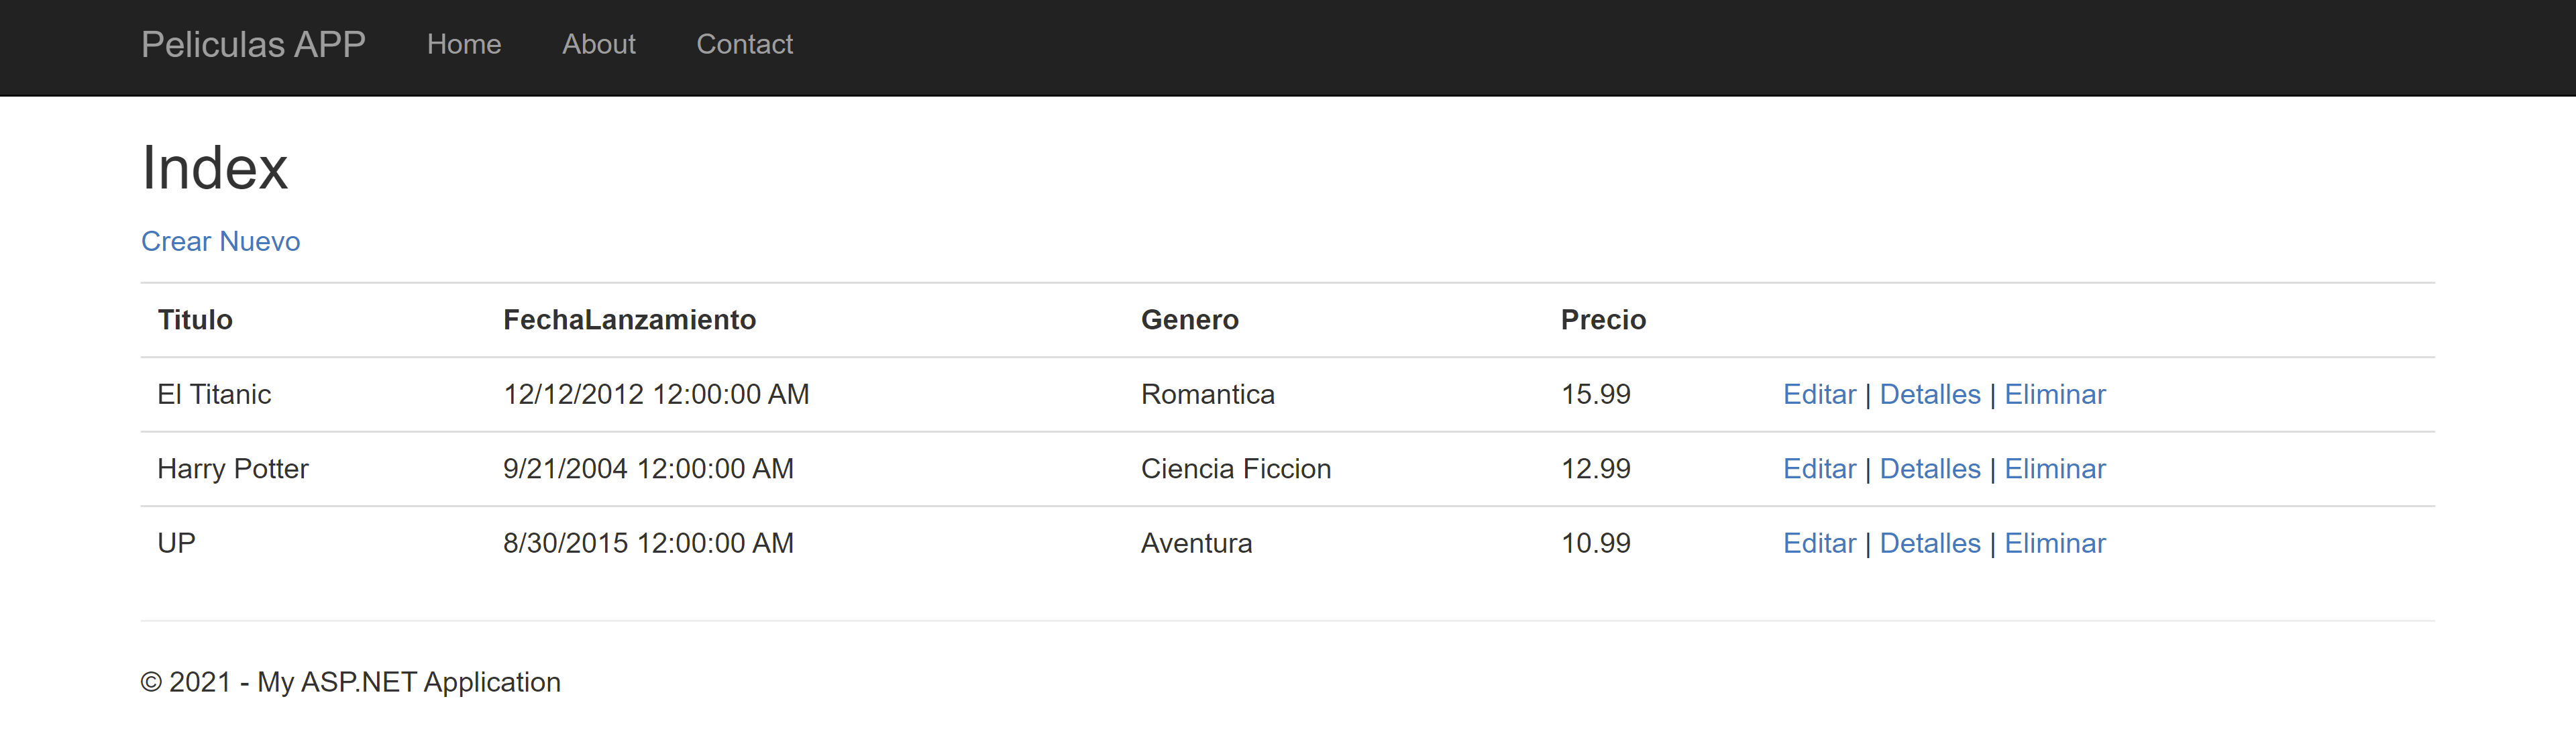 Peliculas APP Home About Contact
Index
Crear Nuevo
Titulo FechaLanzamiento Genero Precio
El Titanic 12/12/2012 12:00:00 AM Romantica 15.99 Editar | Detalles | Eliminar
Harry Potter 9/21/2004 12:00:00 AM Ciencia Ficcion 12.99 Editar | Detalles | Eliminar
UP 8/30/2015 12:00:00 AM Aventura 10.99 Editar | Detalles | Eliminar
© 2021 - My ASP.NET Application